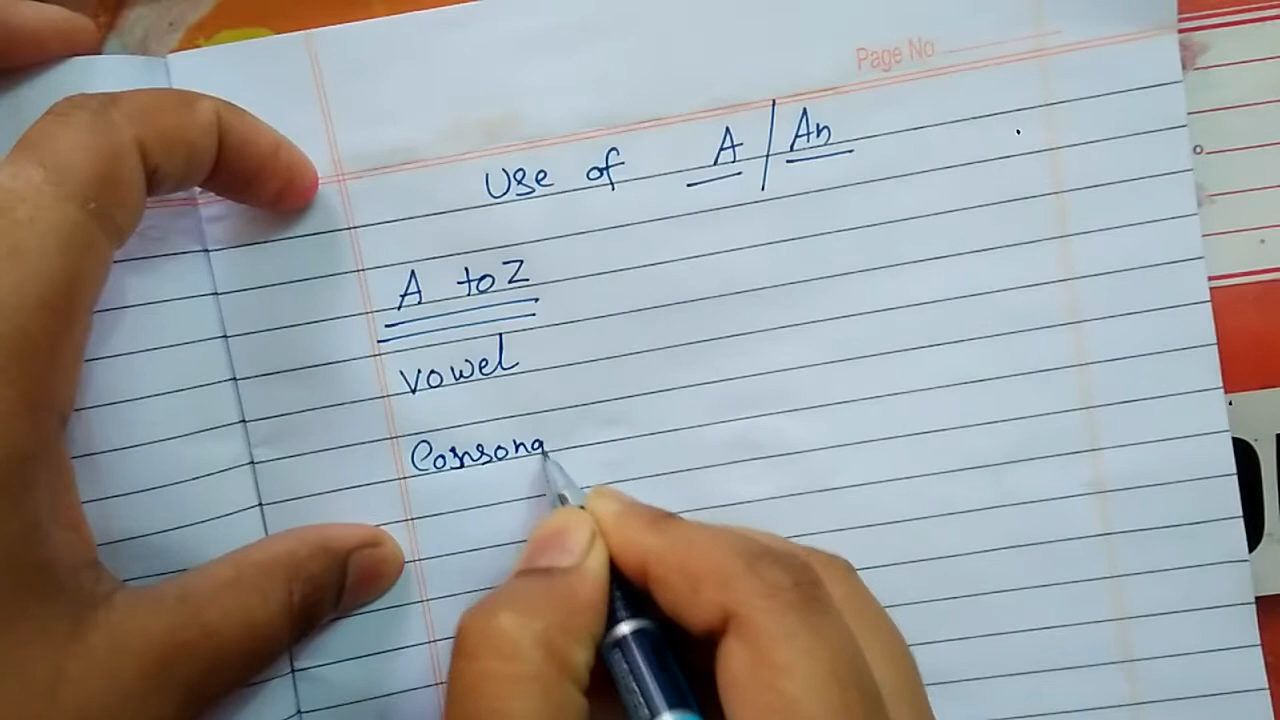 Page No
Use of A/An
A to Z
vowel
Consona